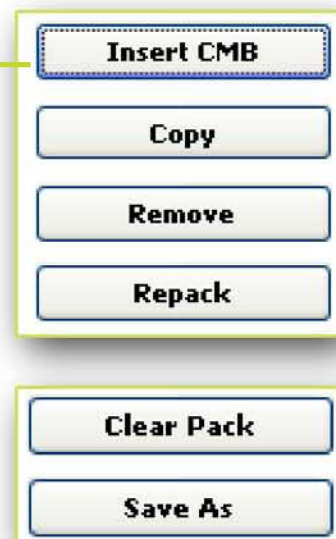 Insert CMB
Copy
Remove
Repack
Clear Pack
Save As